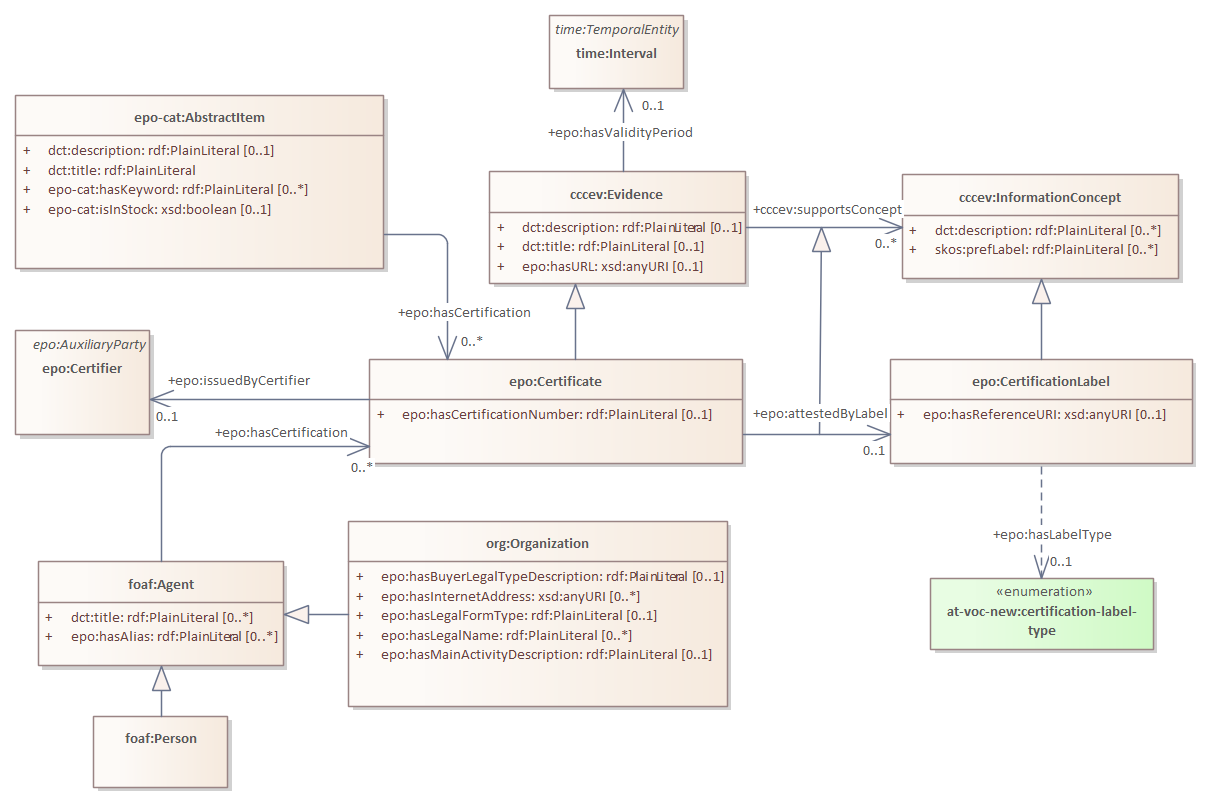 time:TemporalEntity
time:Interval
0..1
+epo:hasValidityPeriod
epo-cat:AbstractItem
+ dct:description: rdf:PlainLiteral [0..1]
+ dct:title: rdf:PlainLiteral
+ epo-cat:hasKeyword: rdf:PlainLiteral [0..*]
+ epo-cat:isInStock: xsd:boolean [0..1]
cccev:Evidence
+ dct:description: rdf:PlainLiteral [0..1]
+ dct:title: rdf:PlainLiteral [0..1]
+ epo:hasURL: xsd:anyURI [0..1]
+cccev:supportsConcept
0..*
cccev:InformationConcept
+ dct:description: rdf:PlainLiteral [0..*]
+ skos:prefLabel: rdf:PlainLiteral [0..*]
+epo:hasCertification
0..*
epo:AuxiliaryParty
epo:Certifier
+epo:issuedByCertifier
0..1
epo:Certificate
+ epo:hasCertificationNumber: rdf:PlainLiteral [0..1]
+epo:attestedByLabel
0..1
epo:CertificationLabel
+ epo:hasReferenceURI: xsd:anyURI [0..1]
+epo:hasCertification
0..*
+epo:hasLabelType
0..1
«enumeration»
at-voc-new:certification-label-
type
org:Organization
+ epo:hasBuyerLegalTypeDescription: rdf:PlainLiteral [0..1]
+ epo:hasInternetAddress: xsd:anyURI [0..*]
+ epo:hasLegalFormType: rdf:PlainLiteral [0..1]
+ epo:hasLegalName: rdf:PlainLiteral [0..*]
+ epo:hasMainActivityDescription: rdf:PlainLiteral [0..1]
foaf:Agent
+ dct:title: rdf:PlainLiteral [0..*]
+ epo:hasAlias: rdf:PlainLiteral [0..*]
foaf:Person